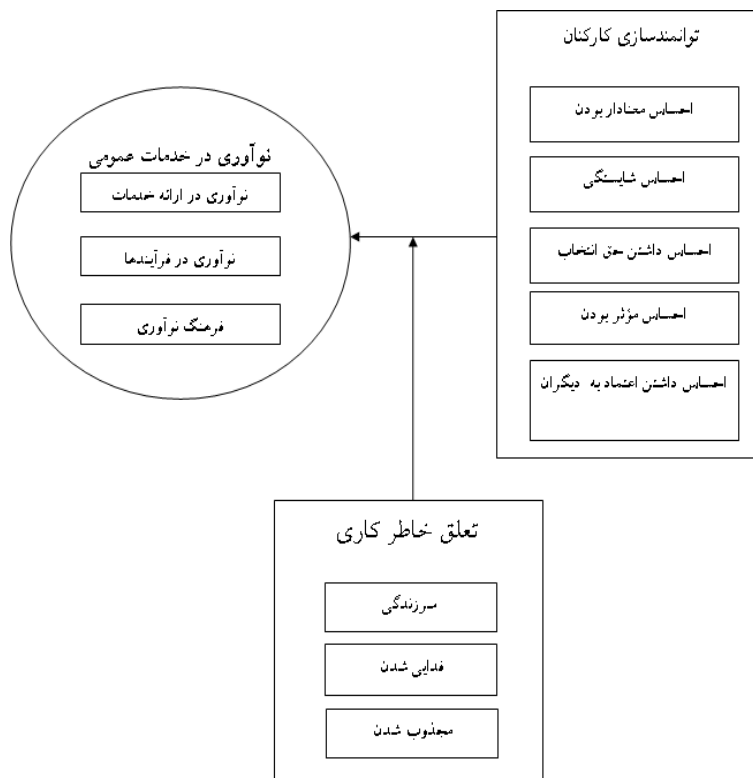 توانمندسازی کارکنان
احساس معنادار بودن
احساس شایستگی
احساس داشتن حق انتخاب
احساس مؤثر بودن
احساس داشتن اعتماد به دیگران
نوآوری در خدمات عمومی
نوآوری در ارائه خدمات
نوآوری در فرآیندها
فرهنگ نوآوری
تعلق خاطر کاری
سرزندگی
فدایی شدن
مجذوب شدن